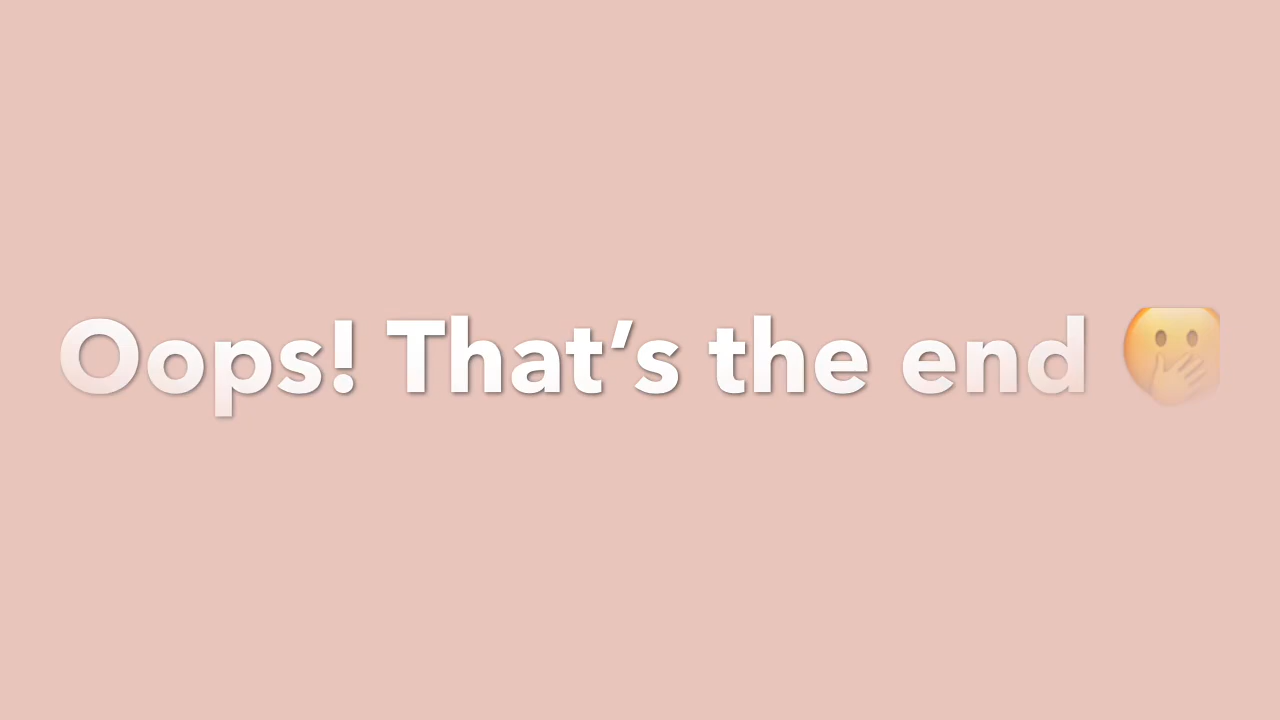 Oops! That’s the end 🫢